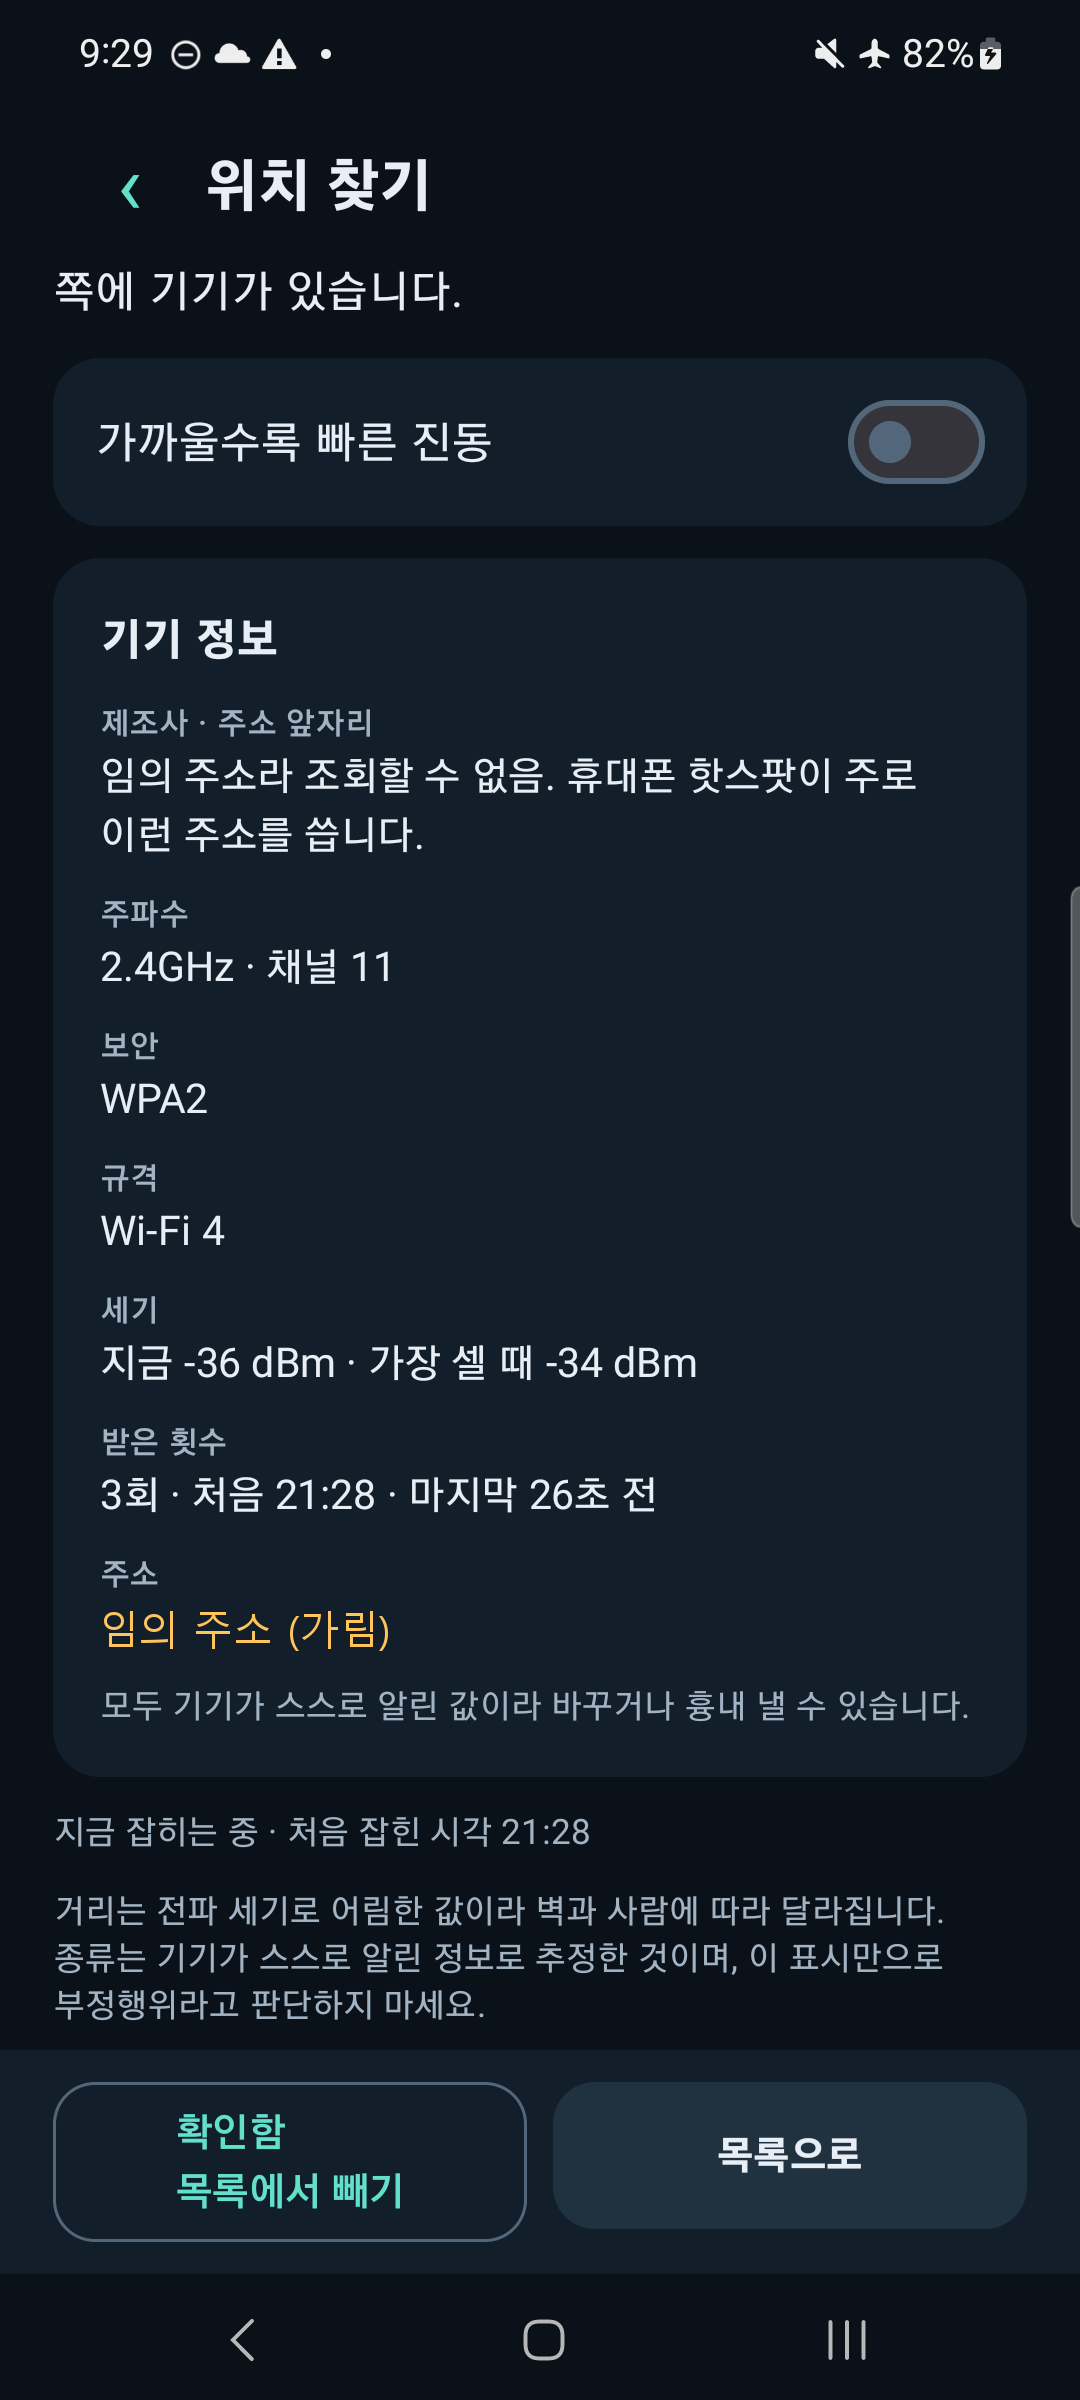 9:29
82%
위치 찾기
쪽에 기기가 있습니다.
가까울수록 빠른 진동
기기 정보
제조사 · 주소 앞자리
임의 주소라 조회할 수 없음. 휴대폰 핫스팟이 주로
이런 주소를 씁니다.
주파수
2.4GHz · 채널 11
보안
WPA2
규격
Wi-Fi 4
세기
지금 -36 dBm · 가장 셀 때 -34 dBm
받은 횟수
3회 · 처음 21:28 · 마지막 26초 전
주소
임의 주소 (가림)
모두 기기가 스스로 알린 값이라 바꾸거나 흉내 낼 수 있습니다.
지금 잡히는 중 · 처음 잡힌 시각 21:28
거리는 전파 세기로 어림한 값이라 벽과 사람에 따라 달라집니다.
종류는 기기가 스스로 알린 정보로 추정한 것이며, 이 표시만으로
부정행위라고 판단하지 마세요.
확인함
목록에서 빼기
목록으로